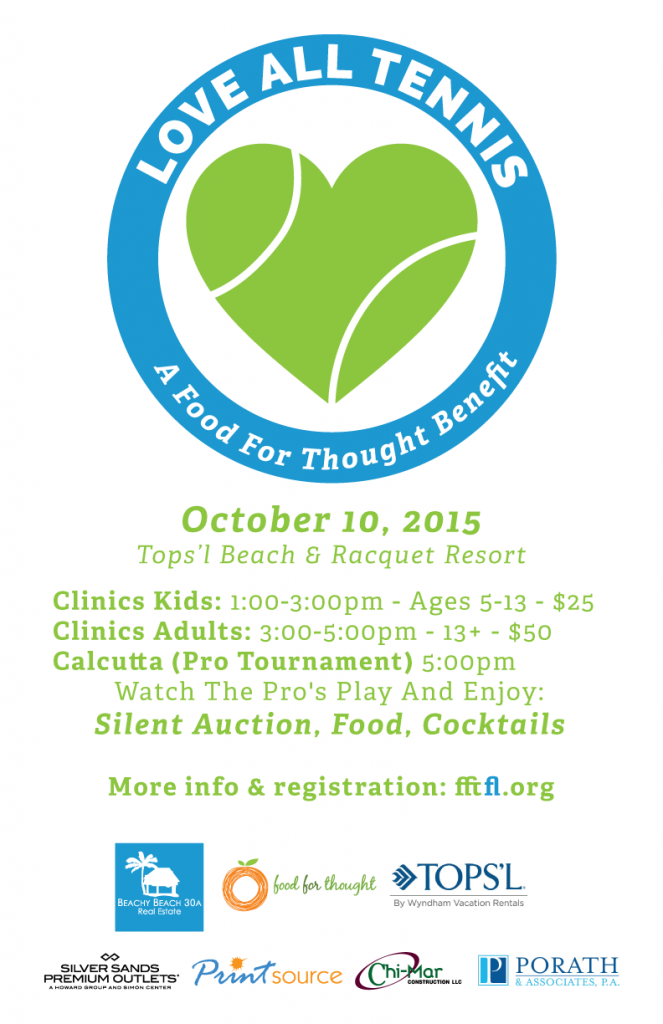 LOVE ALL TENNIS
A Food For Thought Benefit
October 10, 2015
Tops'l Beach & Racquet Resort
Clinics Kids: 1:00-3:00pm - Ages 5-13 - $25
Clinics Adults: 3:00-5:00pm - 13+ - $50
Calcutta (Pro Tournament) 5:00pm
Watch The Pro's Play And Enjoy:
Silent Auction, Food, Cocktails
More info & registration: fftfl.org
BEACHY BEACH 30A
Real Estate
food for thought
TOPS'L
By Wyndham Vacation Rentals
SILVER SANDS
PREMIUM OUTLETS®
A HOWARD GROUP AND SIMON CENTER
Print source
Chi-Mar
CONSTRUCTION LLC
P PORATH
& ASSOCIATES, P.A.